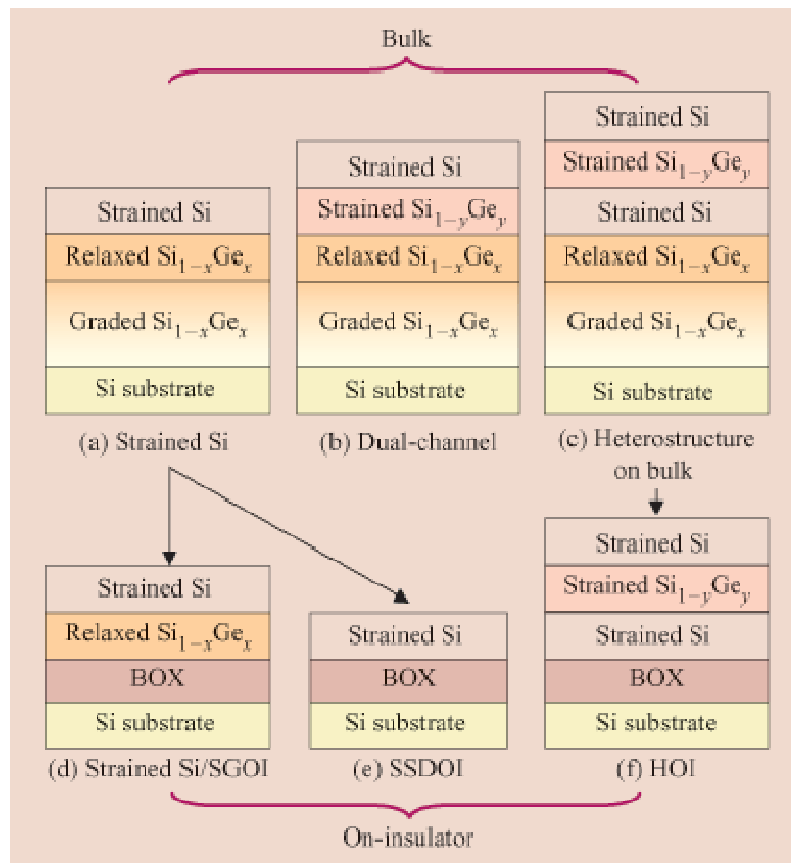 Bulk
Strained Si
Relaxed Si₁₋ₓGeₓ
Graded Si₁₋ₓGeₓ
Si substrate
(a) Strained Si
Strained Si
Strained Si₁₋yGey
Relaxed Si₁₋ₓGeₓ
Graded Si₁₋ₓGeₓ
Si substrate
(b) Dual-channel
Strained Si
Strained Si₁₋yGey
Strained Si
Relaxed Si₁₋ₓGeₓ
Graded Si₁₋ₓGeₓ
Si substrate
(c) Heterostructure
on bulk
Strained Si
Relaxed Si₁₋ₓGeₓ
BOX
Si substrate
(d) Strained Si/SGOI
Strained Si
BOX
Si substrate
(e) SSDOI
Strained Si
Strained Si₁₋yGey
Strained Si
BOX
Si substrate
(f) HOI
On-insulator